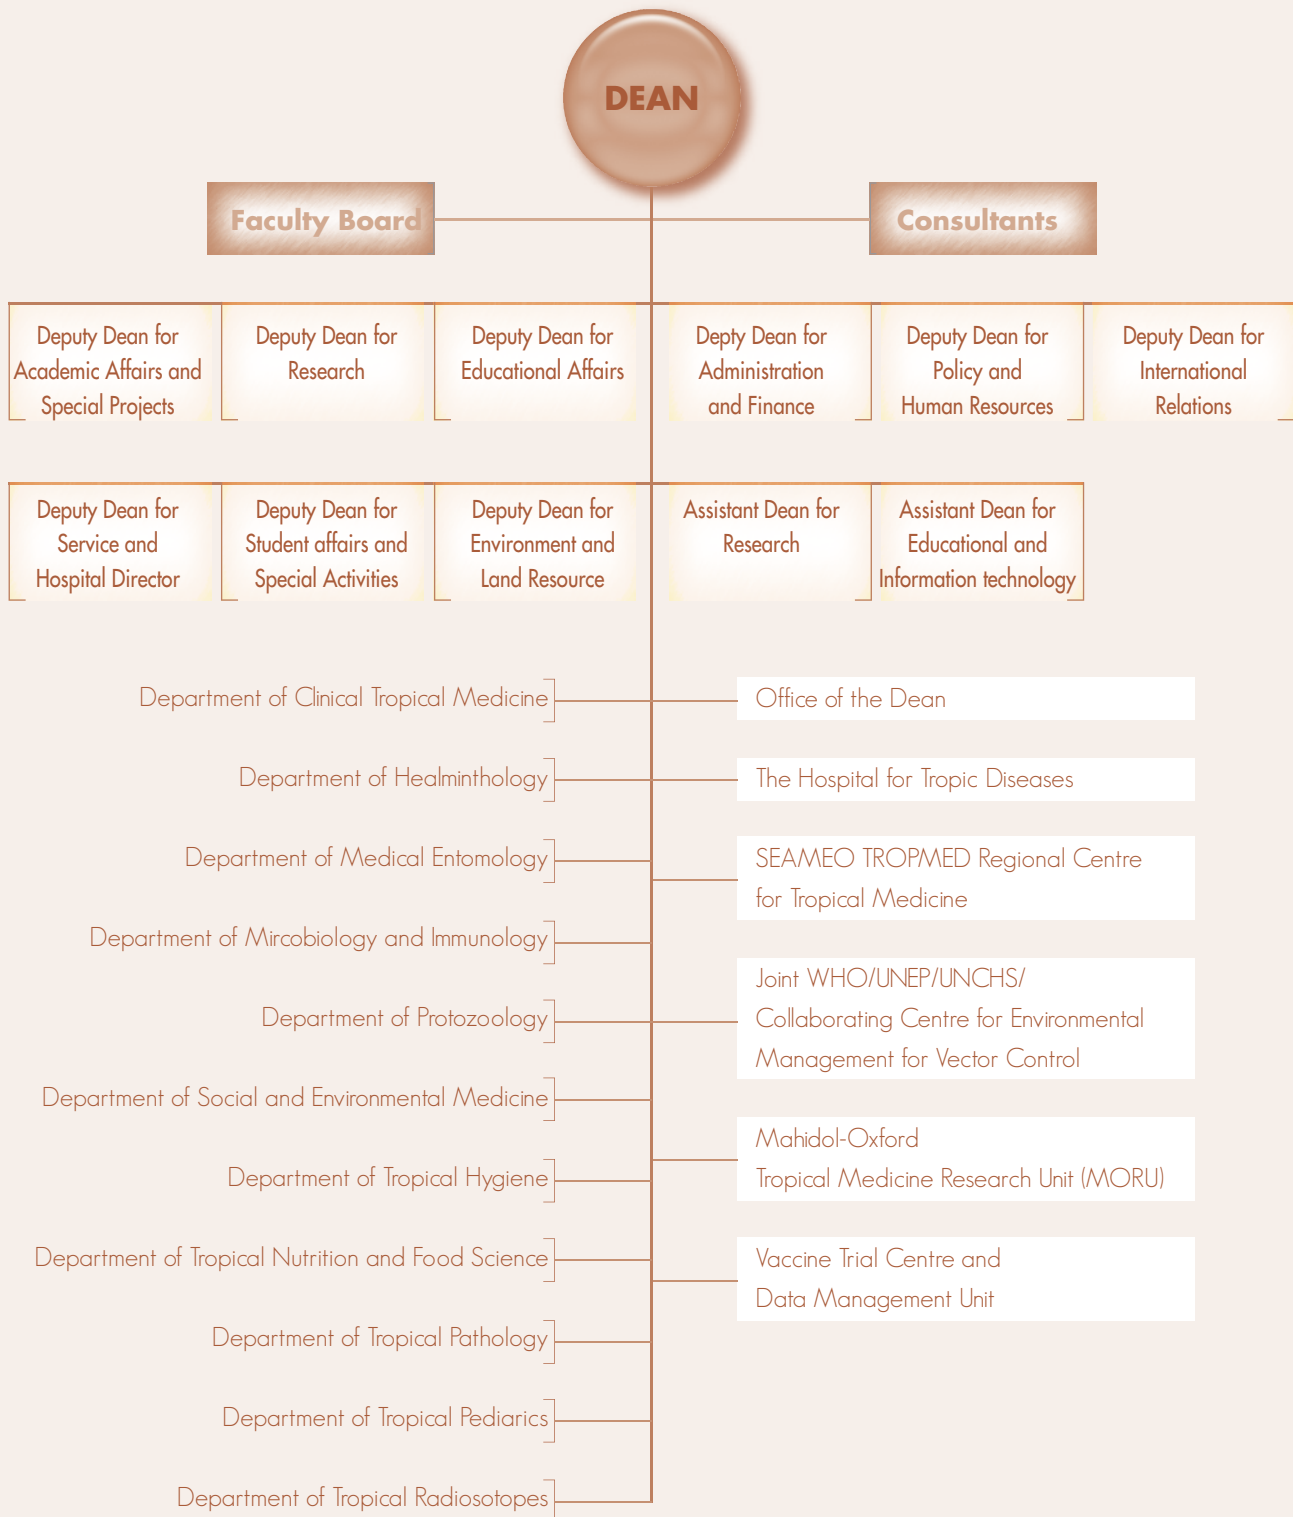 DEAN
Faculty Board
Consultants
Deputy Dean for
Academic Affairs and
Special Projects
Deputy Dean for
Research
Deputy Dean for
Educational Affairs
Depty Dean for
Administration
and Finance
Deputy Dean for
Policy and
Human Resources
Deputy Dean for
International
Relations
Deputy Dean for
Service and
Hospital Director
Deputy Dean for
Student affairs and
Special Activities
Deputy Dean for
Environment and
Land Resource
Assistant Dean for
Research
Assistant Dean for
Educational and
Information technology
Department of Clinical Tropical Medicine
Department of Healminthology
Department of Medical Entomology
Department of Mircobiology and Immunology
Department of Protozoology
Department of Social and Environmental Medicine
Department of Tropical Hygiene
Department of Tropical Nutrition and Food Science
Department of Tropical Pathology
Department of Tropical Pediarics
Department of Tropical Radiosotopes
Office of the Dean
The Hospital for Tropic Diseases
SEAMEO TROPMED Regional Centre
for Tropical Medicine
Joint WHO/UNEP/UNCHS/
Collaborating Centre for Environmental
Management for Vector Control
Mahidol-Oxford
Tropical Medicine Research Unit (MORU)
Vaccine Trial Centre and
Data Management Unit